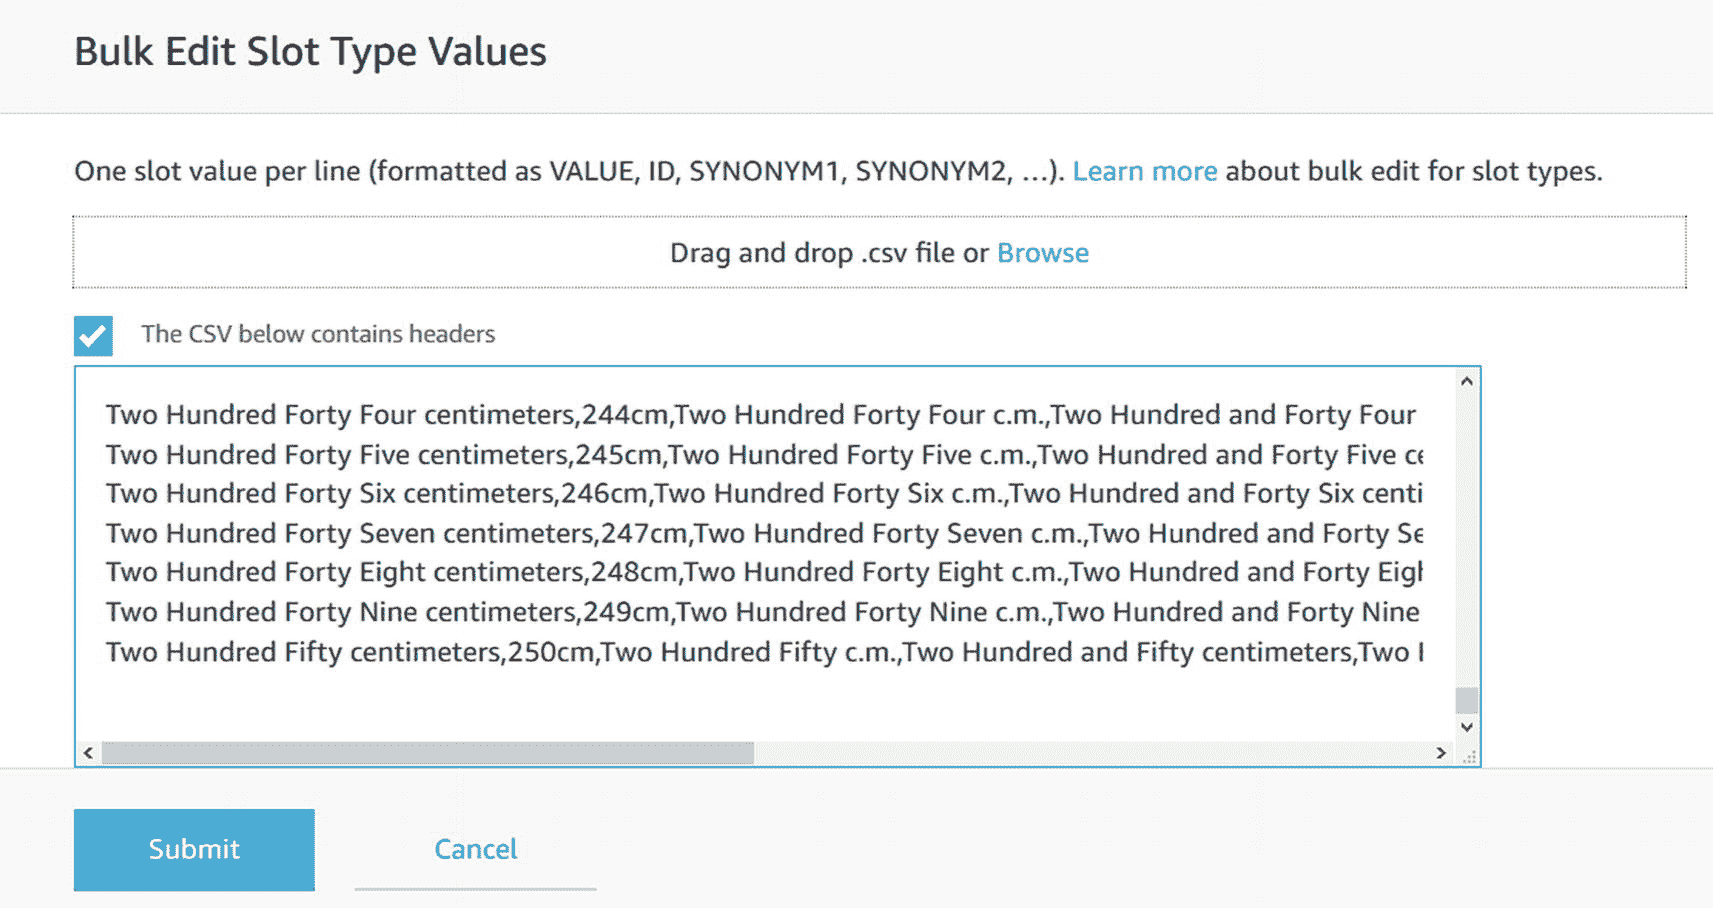 Bulk Edit Slot Type Values
One slot value per line (formatted as VALUE, ID, SYNONYM1, SYNONYM2, ...). Learn more about bulk edit for slot types.
Drag and drop .csv file or Browse
The CSV below contains headers
Two Hundred Forty Four centimeters,244cm,Two Hundred Forty Four c.m.,Two Hundred and Forty Four
Two Hundred Forty Five centimeters,245cm,Two Hundred Forty Five c.m.,Two Hundred and Forty Five
Two Hundred Forty Six centimeters,246cm,Two Hundred Forty Six c.m.,Two Hundred and Forty Six centi
Two Hundred Forty Seven centimeters,247cm,Two Hundred Forty Seven c.m.,Two Hundred and Forty
Two Hundred Forty Eight centimeters,248cm,Two Hundred Forty Eight c.m.,Two Hundred and Forty
Two Hundred Forty Nine centimeters,249cm,Two Hundred Forty Nine c.m.,Two Hundred and Forty Nine
Two Hundred Fifty centimeters,250cm,Two Hundred Fifty c.m.,Two Hundred and Fifty centimeters,Two
Submit
Cancel